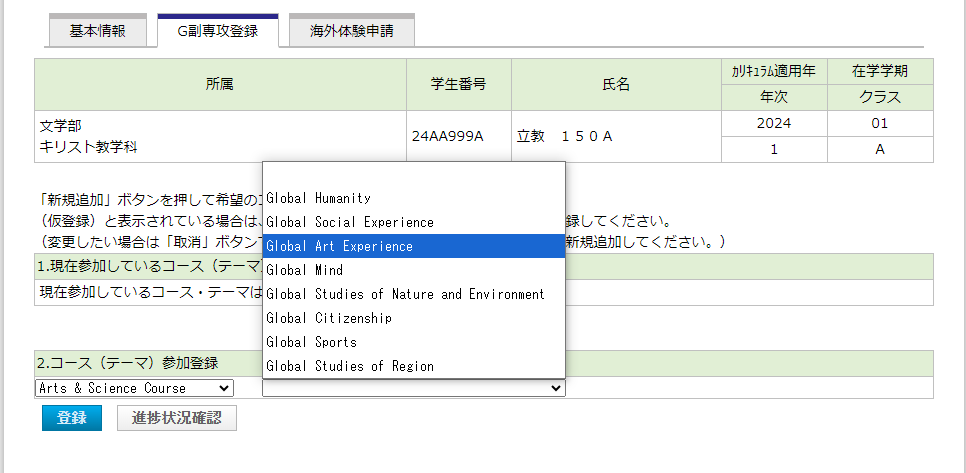 基本情報 G副専攻登録 海外体験申請
所属 学生番号 氏名 ｶﾘｷｭﾗﾑ適用年 在学学期
年次 クラス
文学部
キリスト教学科
24AA999A 立教　１５０Ａ 2024 01
1 A
「新規追加」ボタンを押して希望の
（仮登録）と表示されている場合は、 録してください。
（変更したい場合は「取消」ボタン 新規追加してください。）
1.現在参加しているコース（テーマ
現在参加しているコース・テーマは
Global Humanity
Global Social Experience
Global Art Experience
Global Mind
Global Studies of Nature and Environment
Global Citizenship
Global Sports
Global Studies of Region
2.コース（テーマ）参加登録
Arts & Science Course
登録 進捗状況確認